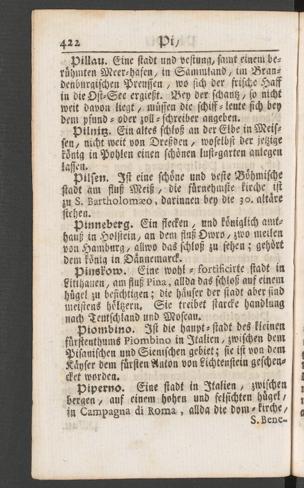 422 Pi,
Pillau. Eine stadt und vestung, samt einem be-
rühmten Meer-hafen, in Sammland, im Bran-
denburgischen Preussen, wo sich der frische Haff
in die Ost-See ergießt. Bey der schantz, so nicht
weit davon liegt, müssen die schiff-leute sich bey
dem pfund- oder zoll-schreiber angeben.
Pilnitz. Ein altes schloß an der Elbe in Meis-
sen, nicht weit von Dreßden, woselbst der jetzige
könig in Pohlen einen schönen lust-garten anlegen
lassen.
Pilsen. Ist eine schöne und veste Böhmische
stadt am fluß Meiß, die fürnehmste kirche ist
zu S. Bartholomæo, darinnen bey die 30. altäre
stehen.
Pinneberg. Ein flecken, und königlich amt-
hauß in Holstein, an dem fluß Owro, zwo meilen
von Hamburg, allwo das schloß zu sehen; gehört
dem könig in Dännemarck.
Pinskow. Eine wohl-fortificirte stadt in
Litthauen, am fluß Pina, allda das schloß auf einem
hügel zu besichtigen; die häuser der stadt aber sind
meistens höltzern. Sie treibet starcke handlung
nach Teutschland und Moscau.
Piombino. Ist die haupt-stadt des kleinen
fürstenthums Piombino in Italien, zwischen dem
Pisanischen und Sienischen gebiet; sie ist von dem
Käyser dem fürsten Anton von Lichtenstein geschen-
cket worden.
Piperno. Eine stadt in Italien, zwischen
bergen, auf einem hohen und felsichten hügel,
in Campagna di Roma, allda die dom-kirche,
S. Bene-